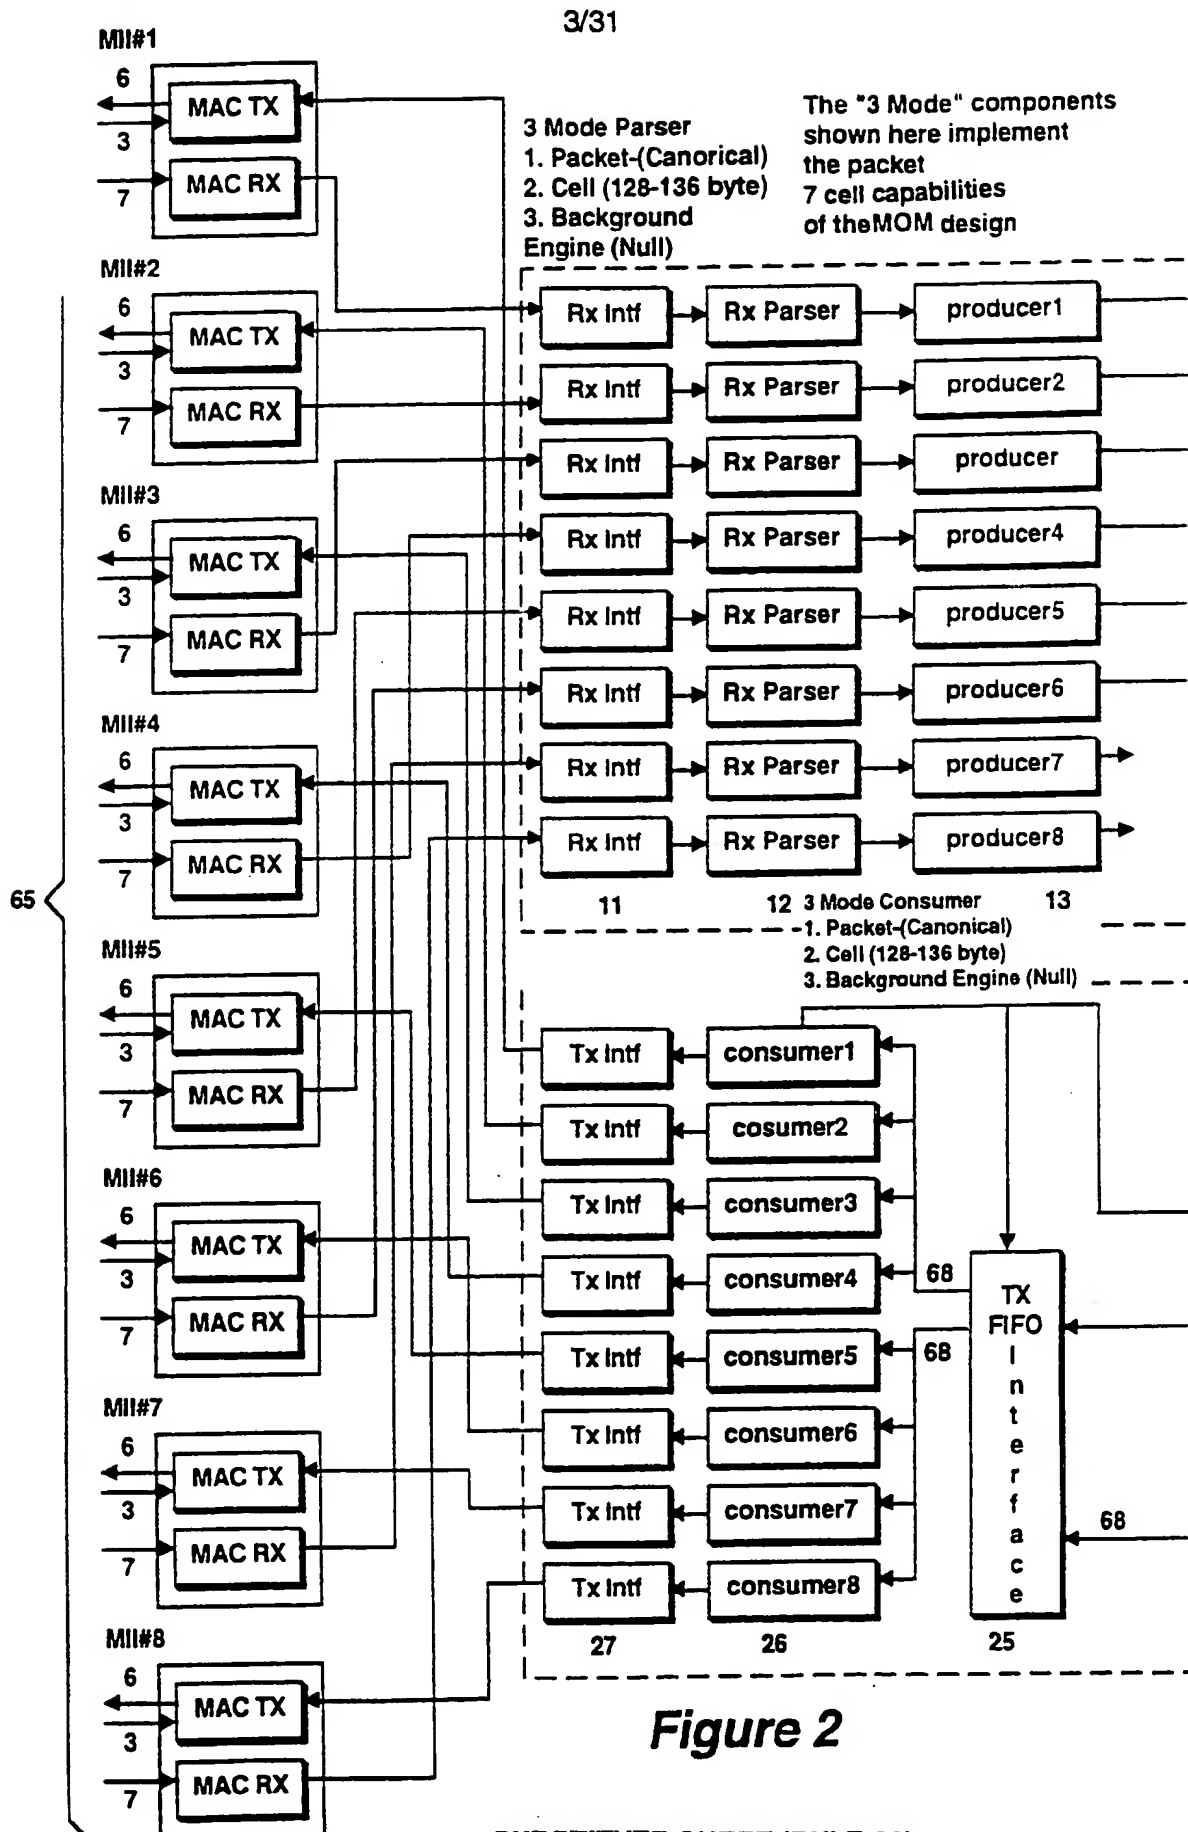 3/31
MII#1
6
3
7
MAC TX
MAC RX
3 Mode Parser
1. Packet-(Canorical)
2. Cell (128-136 byte)
3. Background
Engine (Null)
The "3 Mode" components
shown here implement
the packet
7 cell capabilities
of theMOM design
MII#2
6
3
7
MAC TX
MAC RX
MII#3
6
3
7
MAC TX
MAC RX
MII#4
6
3
7
MAC TX
MAC RX
65
MII#5
6
3
7
MAC TX
MAC RX
MII#6
6
3
7
MAC TX
MAC RX
MII#7
6
3
7
MAC TX
MAC RX
MII#8
6
3
7
MAC TX
MAC RX
Rx Intf Rx Parser producer1
Rx Intf Rx Parser producer2
Rx Intf Rx Parser producer
Rx Intf Rx Parser producer4
Rx Intf Rx Parser producer5
Rx Intf Rx Parser producer6
Rx Intf Rx Parser producer7
Rx Intf Rx Parser producer8
11 12 13
3 Mode Consumer
1. Packet-(Canonical)
2. Cell (128-136 byte)
3. Background Engine (Null)
Tx Intf consumer1
Tx Intf cosumer2
Tx Intf consumer3
Tx Intf consumer4
68
Tx Intf consumer5
68
Tx Intf consumer6
Tx Intf consumer7
Tx Intf consumer8
TX
FIFO
I
n
t
e
r
f
a
c
e
68
27 26 25
Figure 2